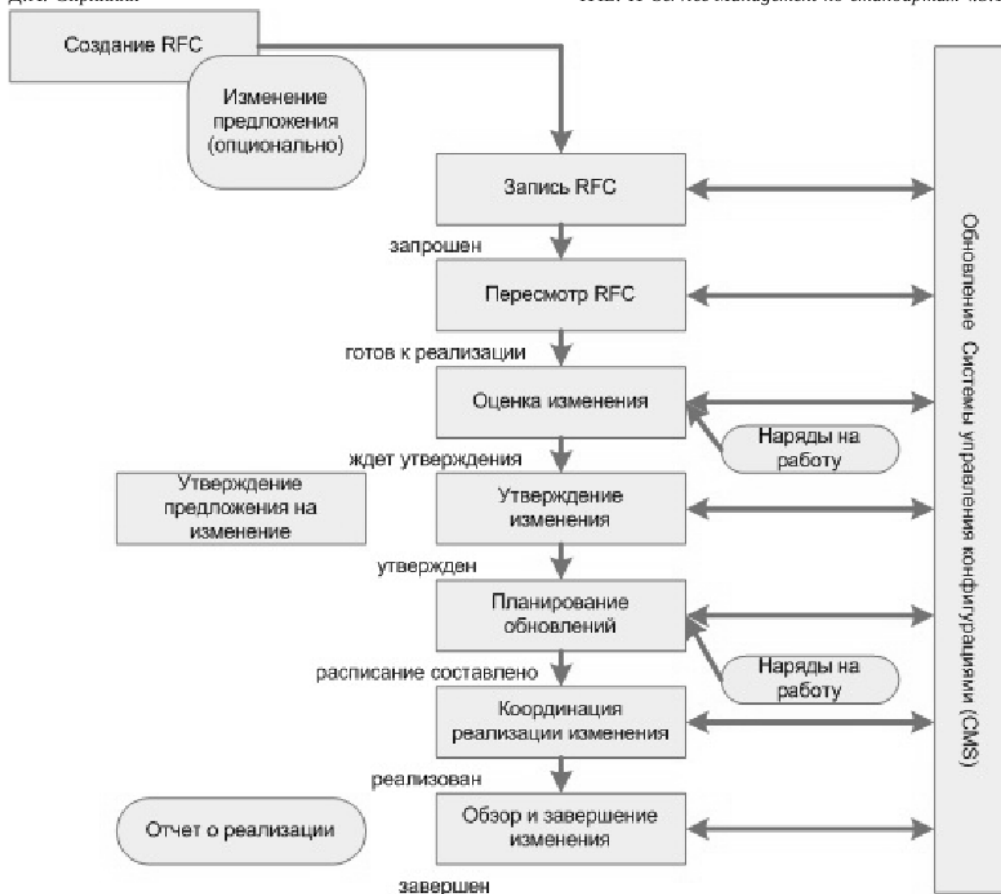 Создание RFC
Изменение
предложения
(опционально)
Запись RFC
запрошен
Пересмотр RFC
готов к реализации
Оценка изменения
Наряды на
работу
ждет утверждения
Утверждение
предложения на
изменение
Утверждение
изменения
утвержден
Планирование
обновлений
Наряды на
работу
расписание составлено
Координация
реализации изменения
реализован
Отчет о реализации
Обзор и завершение
изменения
завершен
Обновление Системы управления конфигурациями (CMS)